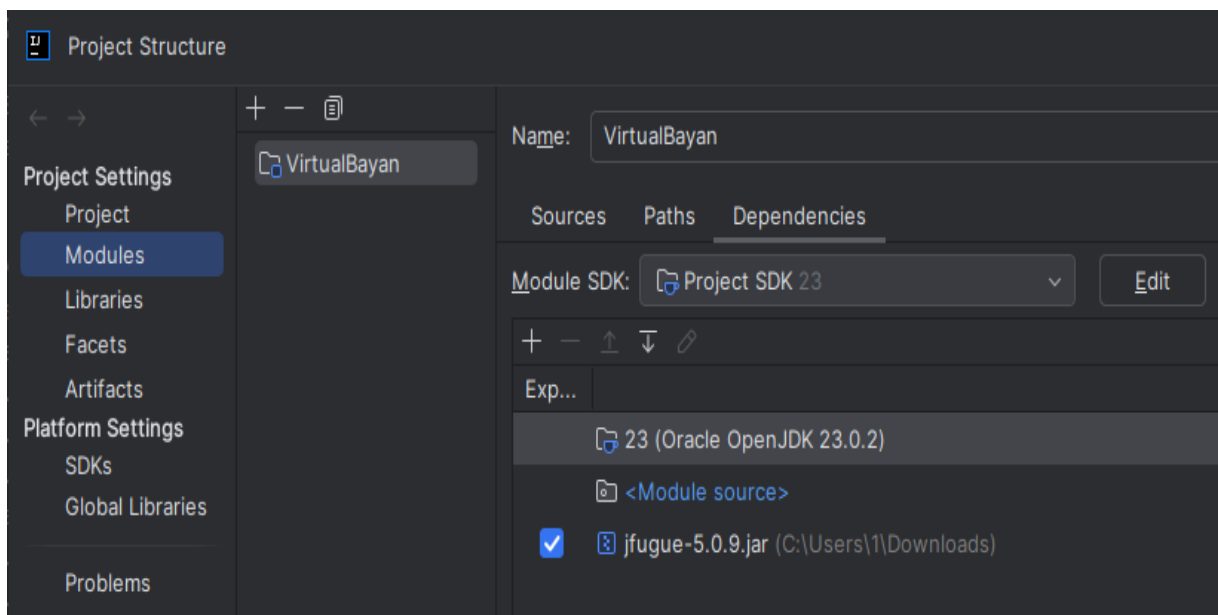 Project Structure
Project Settings
Project
Modules
Libraries
Facets
Artifacts
Platform Settings
SDKs
Global Libraries
Problems
VirtualBayan
Name: VirtualBayan
Sources Paths Dependencies
Module SDK: Project SDK 23 Edit
Exp...
23 (Oracle OpenJDK 23.0.2)
<Module source>
jfugue-5.0.9.jar (C:\Users\1\Downloads)